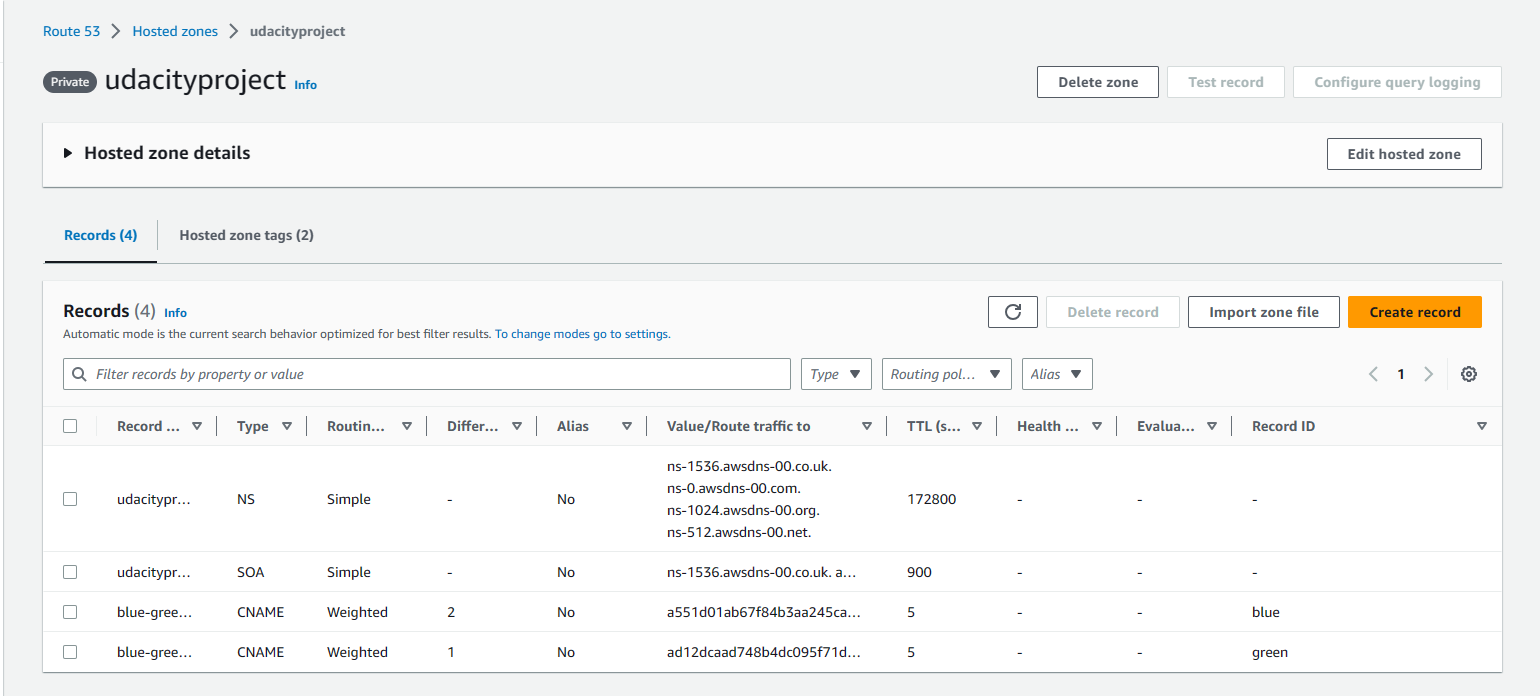 Route 53 > Hosted zones > udacityproject
Private udacityproject Info
Delete zone Test record Configure query logging
Hosted zone details Edit hosted zone
Records (4) Hosted zone tags (2)
Records (4) Info
Automatic mode is the current search behavior optimized for best filter results. To change modes go to settings.
Delete record Import zone file Create record
Filter records by property or value Type Routing pol... Alias 1
Record ... Type Routin... Differ... Alias Value/Route traffic to TTL (s... Health ... Evalua... Record ID
ns-1536.awsdns-00.co.uk.
ns-0.awsdns-00.com.
udacitypr... NS Simple - No ns-1024.awsdns-00.org. 172800 - - -
ns-512.awsdns-00.net.
udacitypr... SOA Simple - No ns-1536.awsdns-00.co.uk. a... 900 - - -
blue-gree... CNAME Weighted 2 No a551d01ab67f84b3aa245ca... 5 - - blue
blue-gree... CNAME Weighted 1 No ad12dcaad748b4dc095f71d... 5 - - green